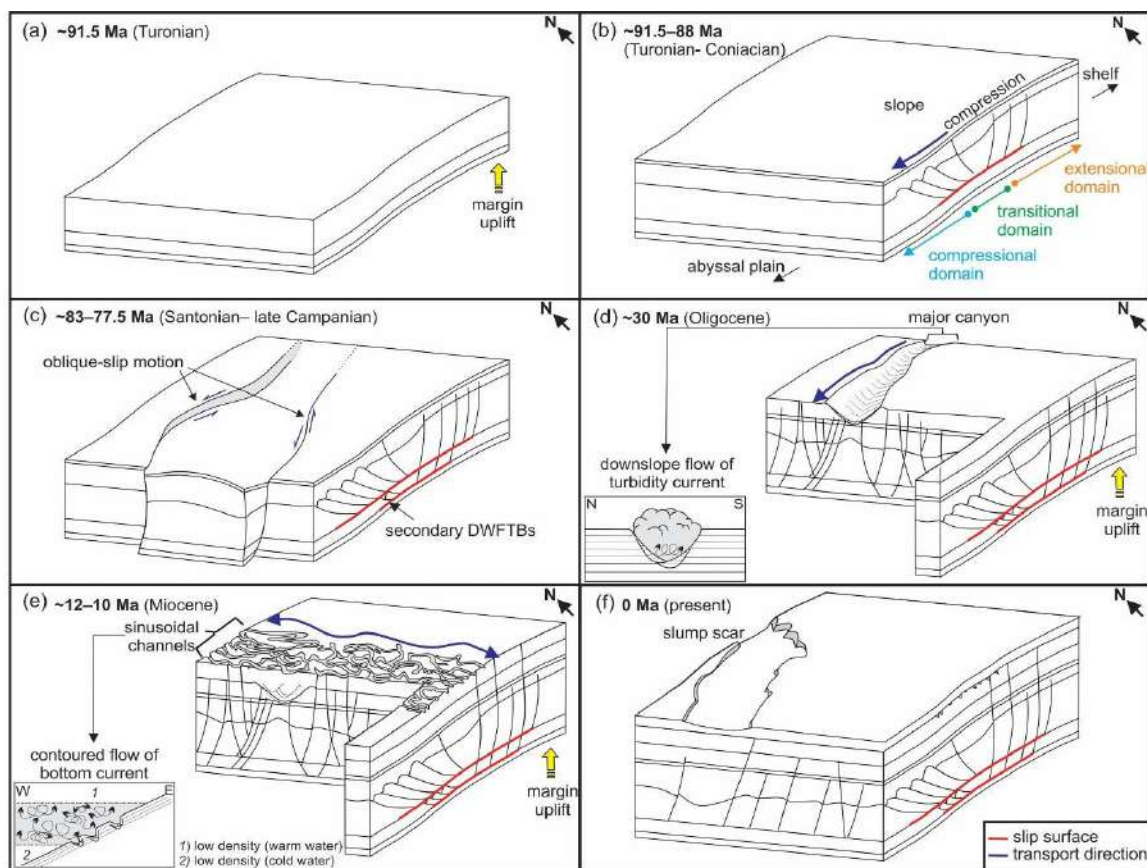 (a) ~91.5 Ma (Turonian)
N
margin
uplift
(b) ~91.5–88 Ma
(Turonian- Coniacian)
N
shelf
slope
compression
extensional
domain
transitional
domain
compressional
domain
abyssal plain
(c) ~83–77.5 Ma (Santonian– late Campanian)
N
oblique-slip motion
secondary DWFTBs
(d) ~30 Ma (Oligocene)
N
major canyon
downslope flow of
turbidity current
N S
margin
uplift
(e) ~12–10 Ma (Miocene)
N
sinusoidal
channels
contoured flow of
bottom current
W 1 E
2
1) low density (warm water)
2) low density (cold water)
margin
uplift
(f) 0 Ma (present)
N
slump scar
slip surface
transport direction